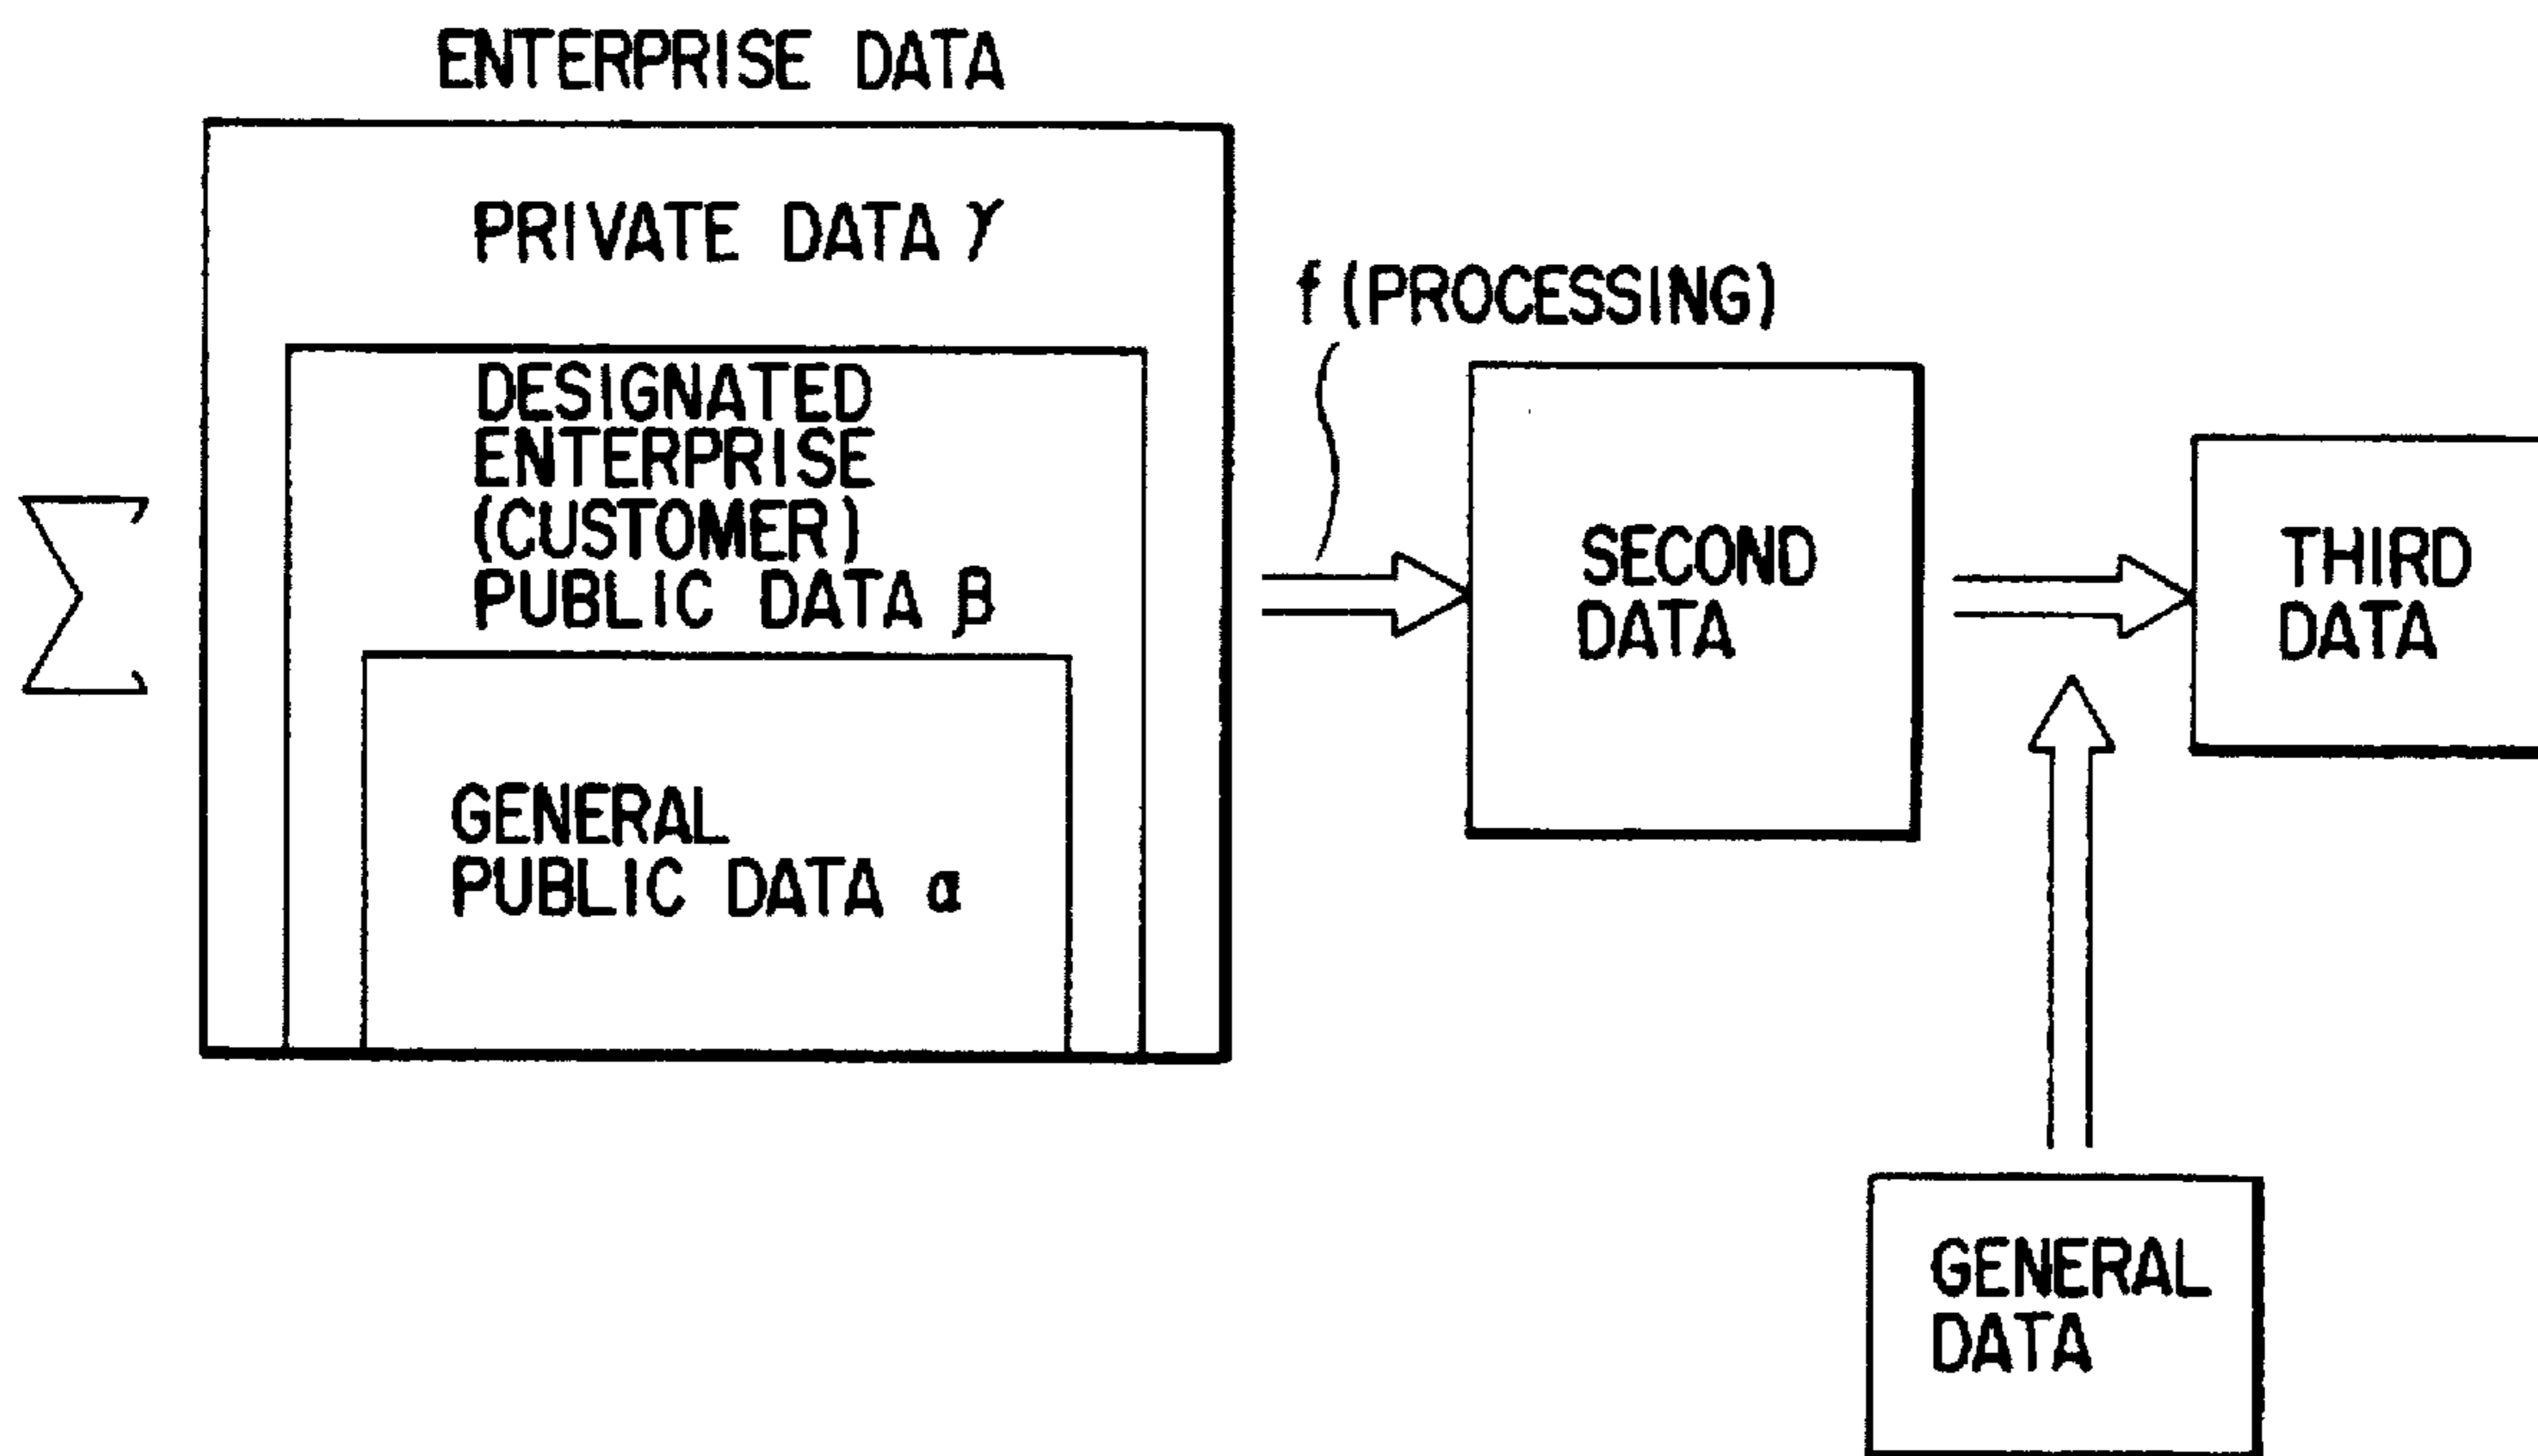 ENTERPRISE DATA
PRIVATE DATA γ
f (PROCESSING)
DESIGNATED
ENTERPRISE
(CUSTOMER)
PUBLIC DATA β
Σ
SECOND
DATA
THIRD
DATA
GENERAL
PUBLIC DATA α
GENERAL
DATA